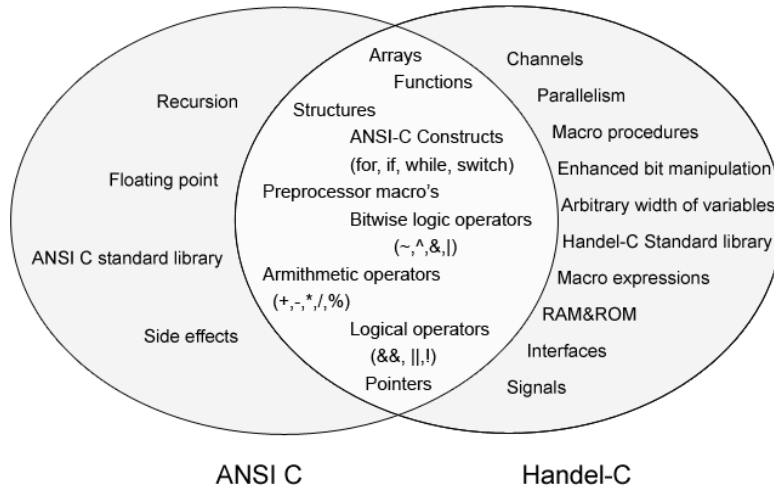 Recursion
Floating point
ANSI C standard library
Side effects
Arrays
Functions
Structures
ANSI-C Constructs
(for, if, while, switch)
Preprocessor macro's
Bitwise logic operators
(~,^,&,|)
Armithmetic operators
(+,-,*,/,%)
Logical operators
(&&, ||,!)
Pointers
Channels
Parallelism
Macro procedures
Enhanced bit manipulation
Arbitrary width of variables
Handel-C Standard library
Macro expressions
RAM&ROM
Interfaces
Signals
ANSI C
Handel-C